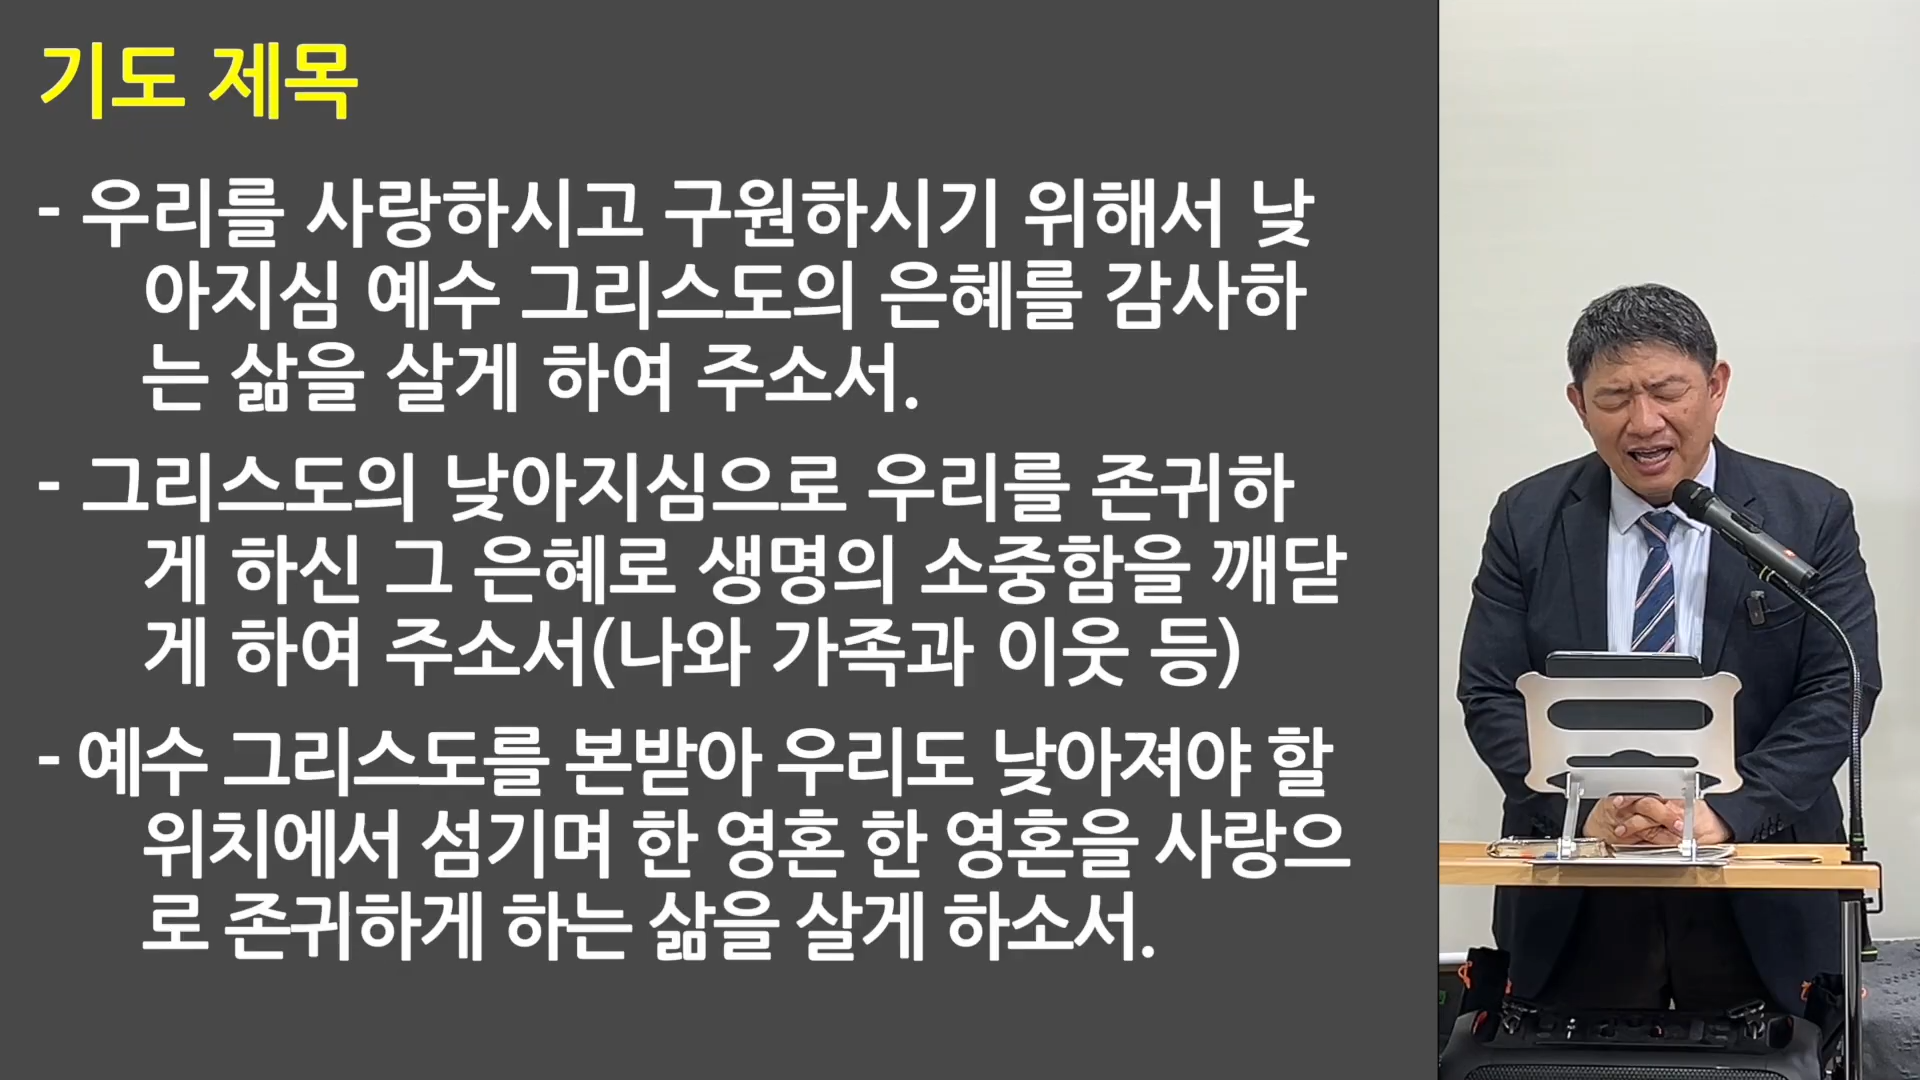 기도 제목
- 우리를 사랑하시고 구원하시기 위해서 낮
아지심 예수 그리스도의 은혜를 감사하
는 삶을 살게 하여 주소서.
- 그리스도의 낮아지심으로 우리를 존귀하
게 하신 그 은혜로 생명의 소중함을 깨닫
게 하여 주소서(나와 가족과 이웃 등)
- 예수 그리스도를 본받아 우리도 낮아져야 할
위치에서 섬기며 한 영혼 한 영혼을 사랑으
로 존귀하게 하는 삶을 살게 하소서.